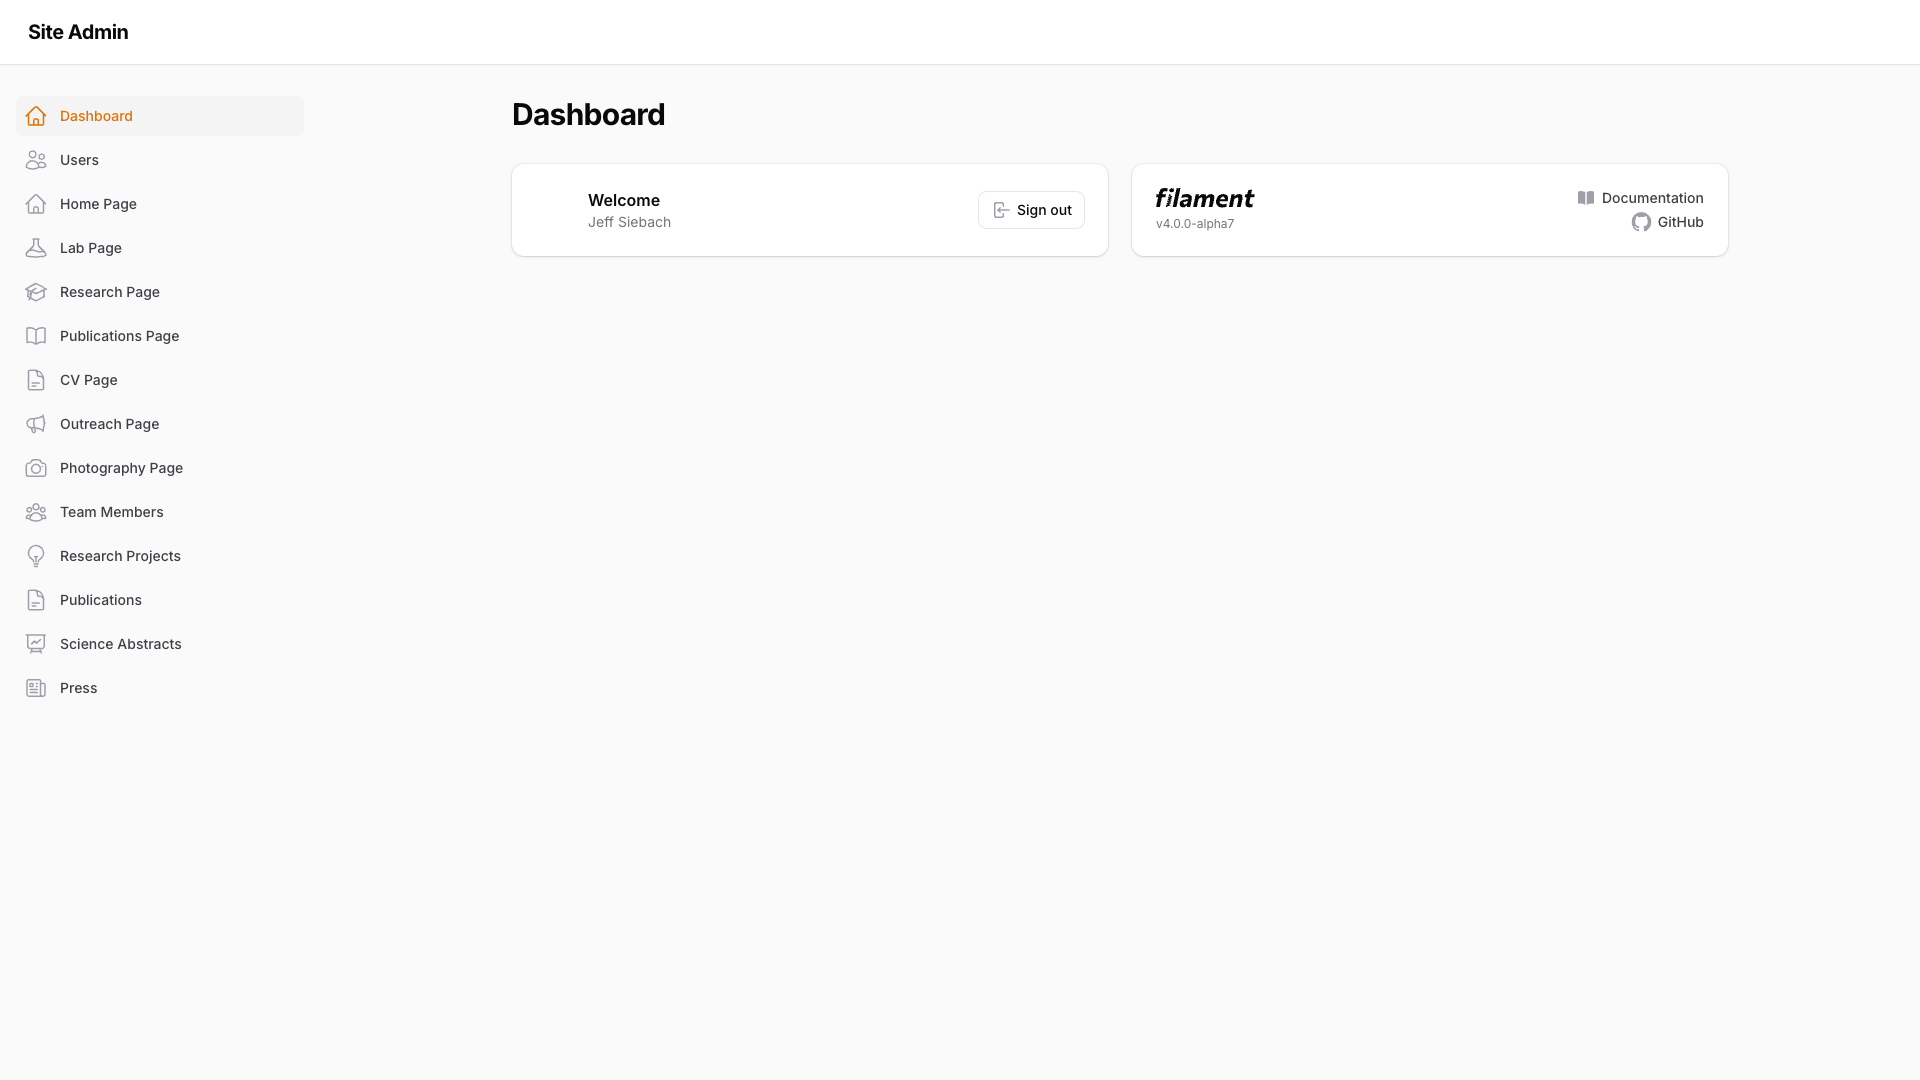 Site Admin
Dashboard
Users
Home Page
Lab Page
Research Page
Publications Page
CV Page
Outreach Page
Photography Page
Team Members
Research Projects
Publications
Science Abstracts
Press
Dashboard
Welcome
Jeff Siebach
Sign out
filament
v4.0.0-alpha7
Documentation
GitHub